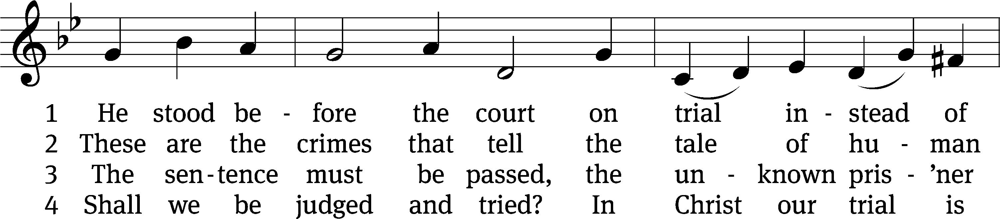 1 He stood be - fore the court on trial in - stead of
2 These are the crimes that tell the tale of hu - man
3 The sen - tence must be passed, the un - known pris - ’ner
4 Shall we be judged and tried? In Christ our trial is